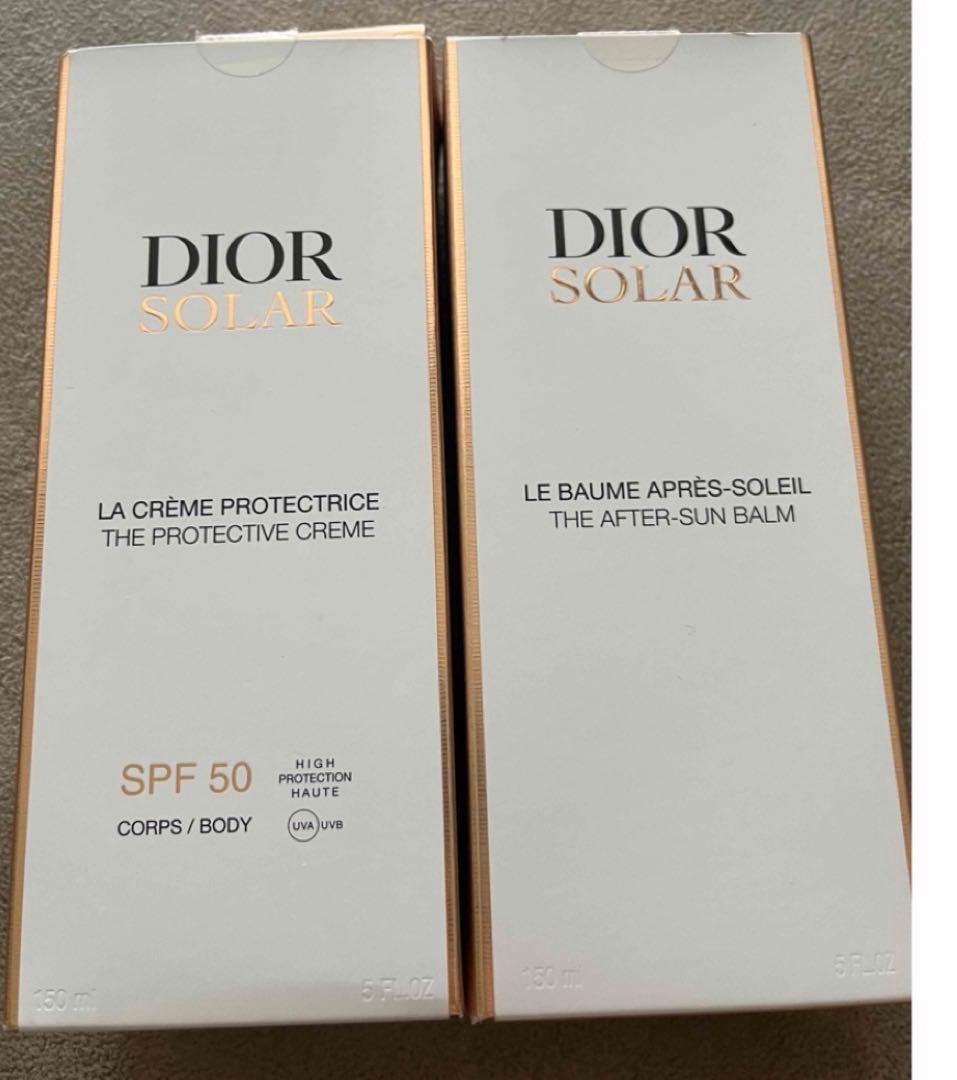 DIOR
SOLAR
LA CRÈME PROTECTRICE
THE PROTECTIVE CREME
SPF 50
HIGH
PROTECTION
HAUTE
CORPS / BODY
UVA UVB
150 ml
5 FL.OZ
DIOR
SOLAR
LE BAUME APRÈS-SOLEIL
THE AFTER-SUN BALM
150 ml
5 FL.OZ